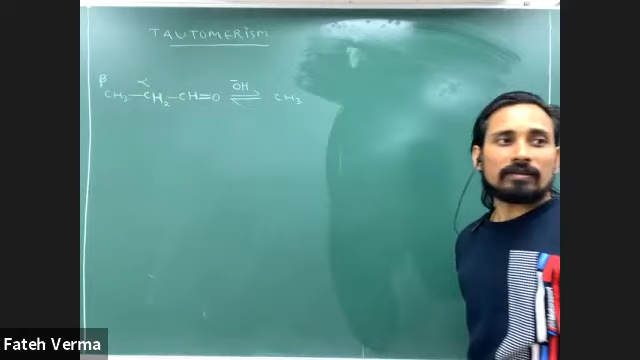 TAUTOMERISM
β α
CH₃—CH₂—CH=O ⇌ CH₃
⁻OH
Fateh Verma